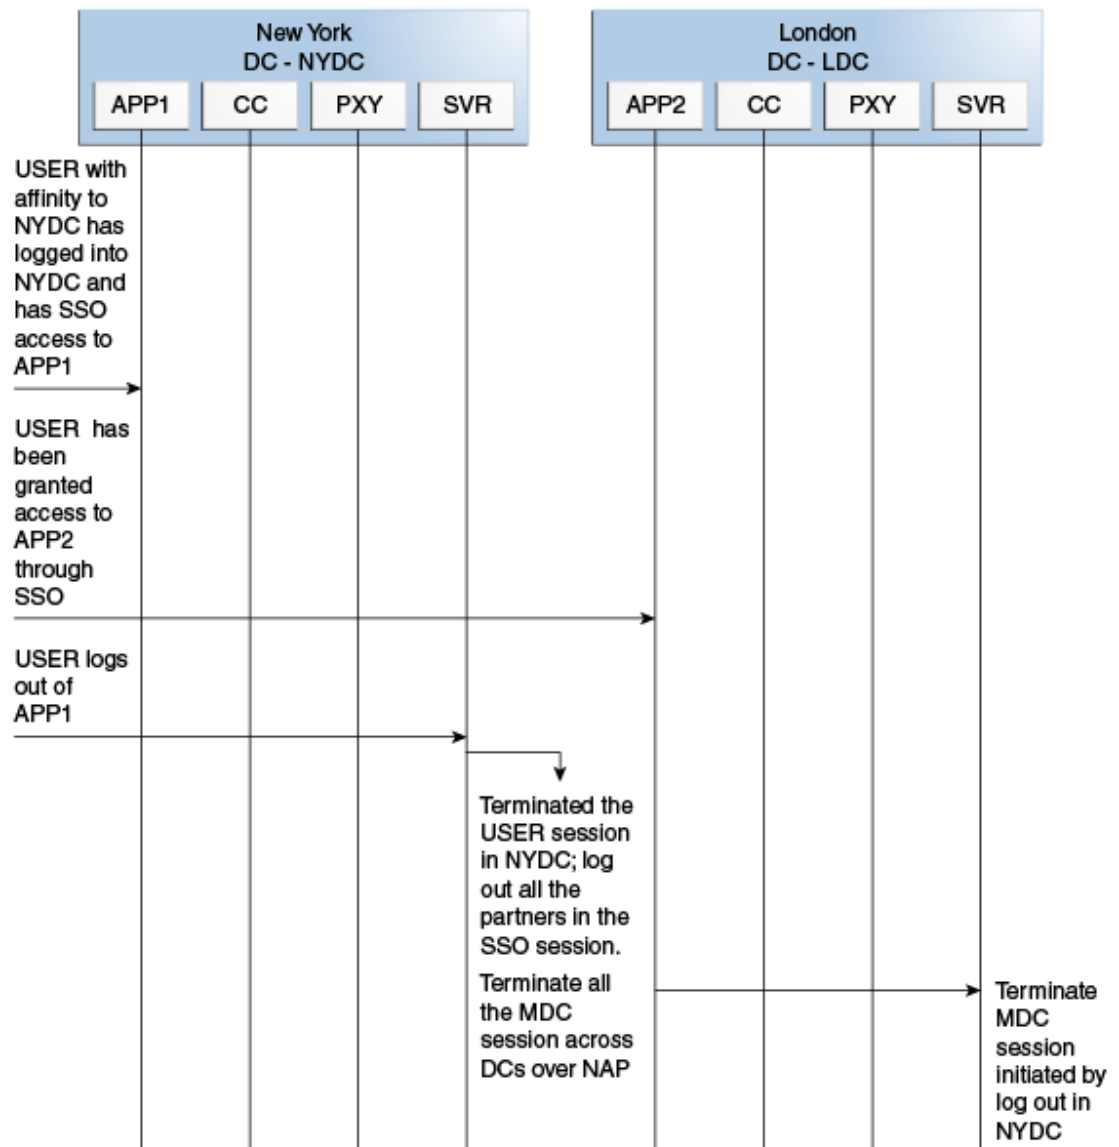 New York
DC - NYDC
APP1
CC
PXY
SVR
London
DC - LDC
APP2
CC
PXY
SVR
USER with
affinity to
NYDC has
logged into
NYDC and
has SSO
access to
APP1
USER has
been
granted
access to
APP2
through
SSO
USER logs
out of
APP1
Terminated the
USER session
in NYDC; log
out all the
partners in the
SSO session.
Terminate all
the MDC
session across
DCs over NAP
Terminate
MDC
session
initiated by
log out in
NYDC